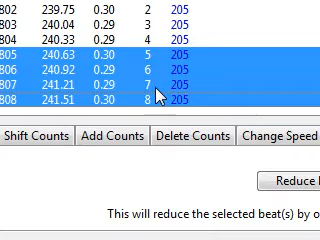 802 239.75 0.30 2 205
803 240.04 0.29 3 205
804 240.33 0.29 4 205
805 240.63 0.30 5 205
806 240.92 0.29 6 205
807 241.21 0.29 7 205
808 241.51 0.30 8 205
Shift Counts Add Counts Delete Counts Change Speed
Reduce
This will reduce the selected beat(s) by o